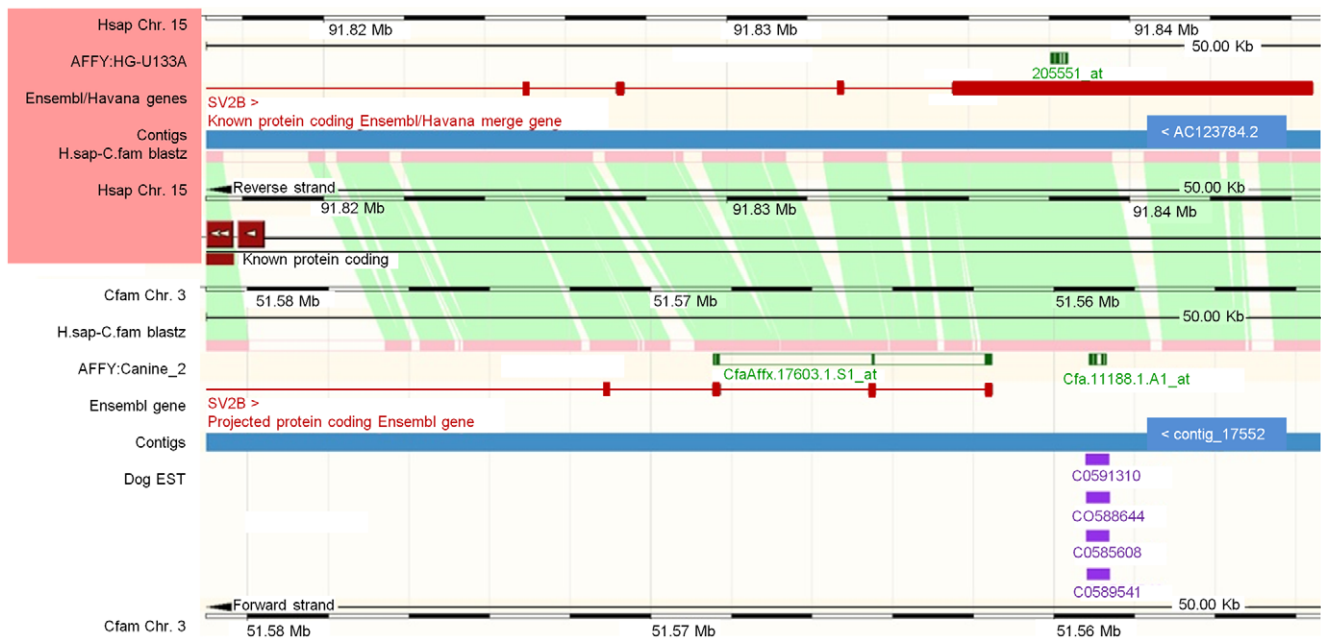 Hsap Chr. 15
91.82 Mb 91.83 Mb 91.84 Mb
50.00 Kb
AFFY:HG-U133A
205551_at
Ensembl/Havana genes
SV2B >
Known protein coding Ensembl/Havana merge gene
Contigs
< AC123784.2
H.sap-C.fam blastz
Hsap Chr. 15
Reverse strand 50.00 Kb
91.82 Mb 91.83 Mb 91.84 Mb
Known protein coding
Cfam Chr. 3
51.58 Mb 51.57 Mb 51.56 Mb
50.00 Kb
H.sap-C.fam blastz
AFFY:Canine_2
CfaAffx.17603.1.S1_at Cfa.11188.1.A1_at
Ensembl gene
SV2B >
Projected protein coding Ensembl gene
Contigs
< contig_17552
Dog EST
C0591310
CO588644
C0585608
C0589541
Forward strand 50.00 Kb
Cfam Chr. 3
51.58 Mb 51.57 Mb 51.56 Mb